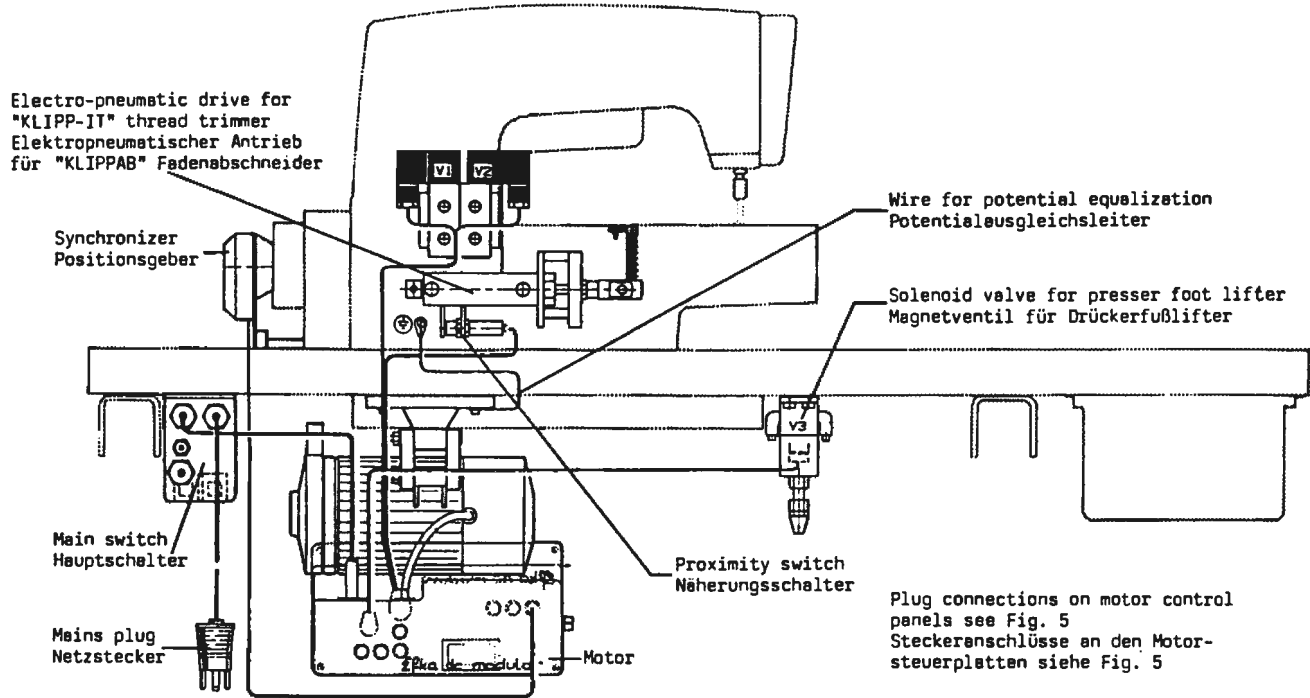 Electro-pneumatic drive for
"KLIPP-IT" thread trimmer
Elektropneumatischer Antrieb
für "KLIPPAB" Fadenabschneider
V1 V2
Wire for potential equalization
Potentialausgleichsleiter
Synchronizer
Positionsgeber
Solenoid valve for presser foot lifter
Magnetventil für Drückerfußlifter
V3
Main switch
Hauptschalter
Proximity switch
Näherungsschalter
Plug connections on motor control
panels see Fig. 5
Steckeranschlüsse an den Motor-
steuerplatten siehe Fig. 5
Mains plug
Netzstecker
dc
Motor